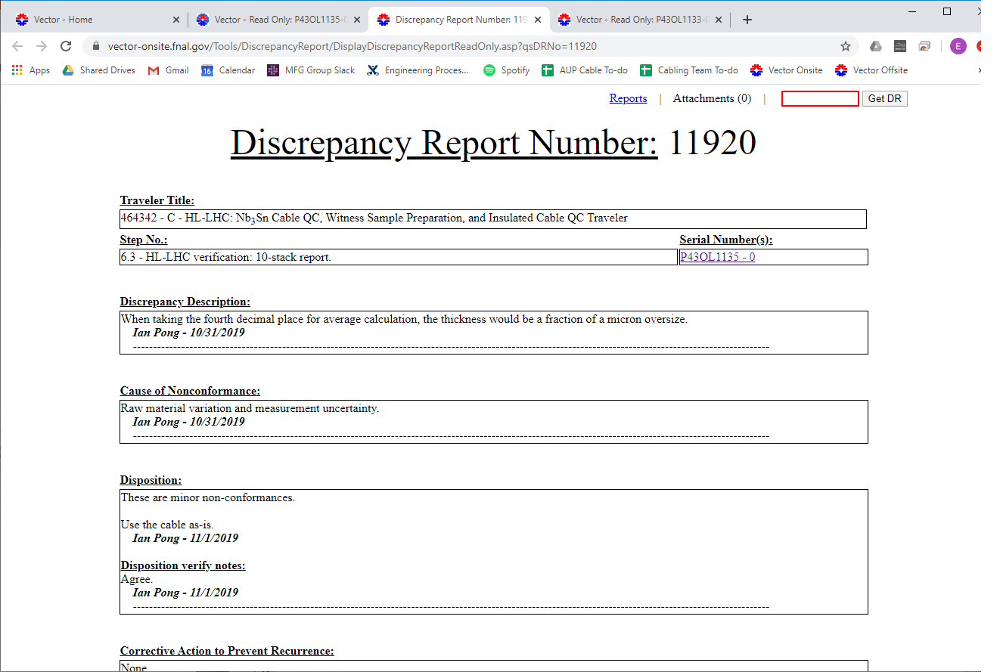 Vector - Home
Vector - Read Only: P43OL1135-0
Discrepancy Report Number: 119
Vector - Read Only: P43OL1133-0
vector-onsite.fnal.gov/Tools/DiscrepancyReport/DisplayDiscrepancyReportReadOnly.asp?qsDRNo=11920
E
Apps
Shared Drives
Gmail
16
Calendar
MFG Group Slack
Engineering Proces...
Spotify
AUP Cable To-do
Cabling Team To-do
Vector Onsite
Vector Offsite
Reports | Attachments (0) | Get DR
Discrepancy Report Number: 11920
Traveler Title:
464342 - C - HL-LHC: Nb3Sn Cable QC, Witness Sample Preparation, and Insulated Cable QC Traveler
Step No.: Serial Number(s):
6.3 - HL-LHC verification: 10-stack report. P43OL1135 - 0
Discrepancy Description:
When taking the fourth decimal place for average calculation, the thickness would be a fraction of a micron oversize.
Ian Pong - 10/31/2019
Cause of Nonconformance:
Raw material variation and measurement uncertainty.
Ian Pong - 10/31/2019
Disposition:
These are minor non-conformances.
Use the cable as-is.
Ian Pong - 11/1/2019
Disposition verify notes:
Agree.
Ian Pong - 11/1/2019
Corrective Action to Prevent Recurrence:
None